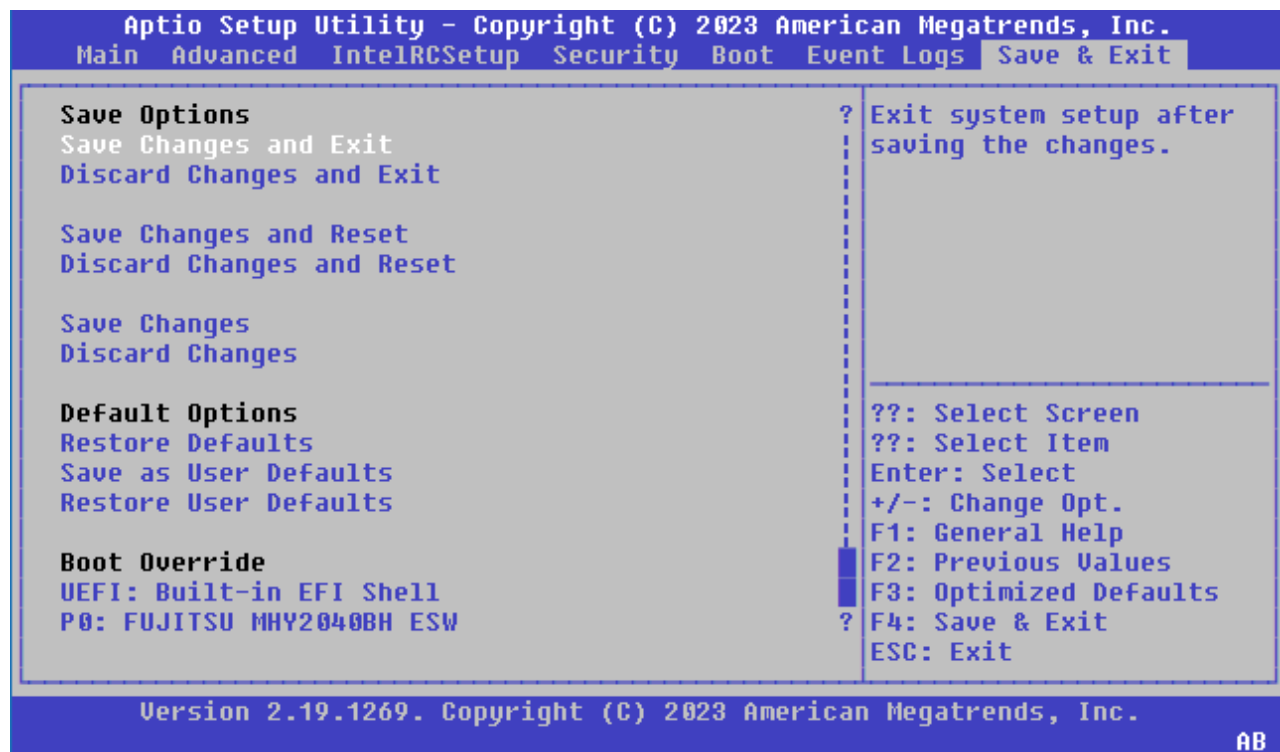 Aptio Setup Utility - Copyright (C) 2023 American Megatrends, Inc.
Main Advanced IntelRCSetup Security Boot Event Logs Save & Exit
Save Options
Save Changes and Exit
Discard Changes and Exit
Save Changes and Reset
Discard Changes and Reset
Save Changes
Discard Changes
Default Options
Restore Defaults
Save as User Defaults
Restore User Defaults
Boot Override
UEFI: Built-in EFI Shell
P0: FUJITSU MHY2040BH ESW
?
?
Exit system setup after
saving the changes.
??: Select Screen
??: Select Item
Enter: Select
+/-: Change Opt.
F1: General Help
F2: Previous Values
F3: Optimized Defaults
F4: Save & Exit
ESC: Exit
Version 2.19.1269. Copyright (C) 2023 American Megatrends, Inc.
AB